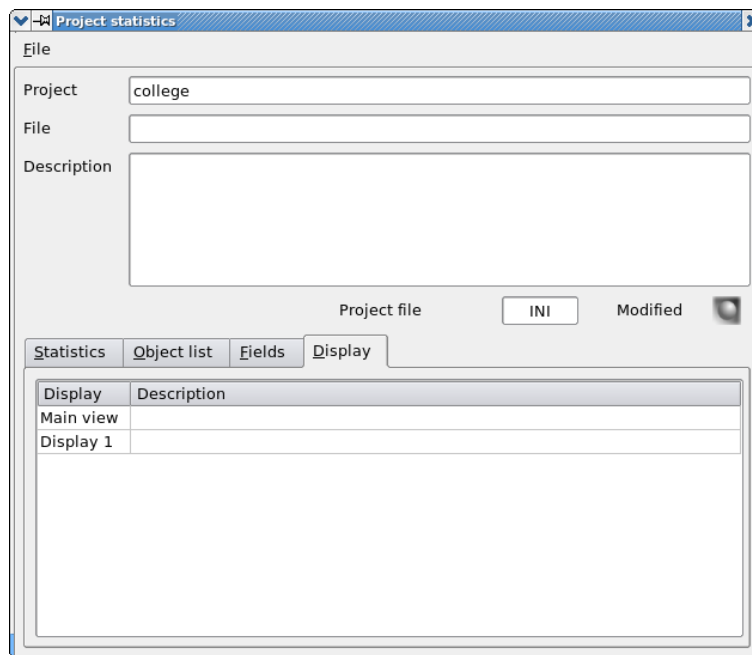 Project statistics
File
Project college
File
Description
Project file INI Modified
Statistics Object list Fields Display
Display Description
Main view
Display 1